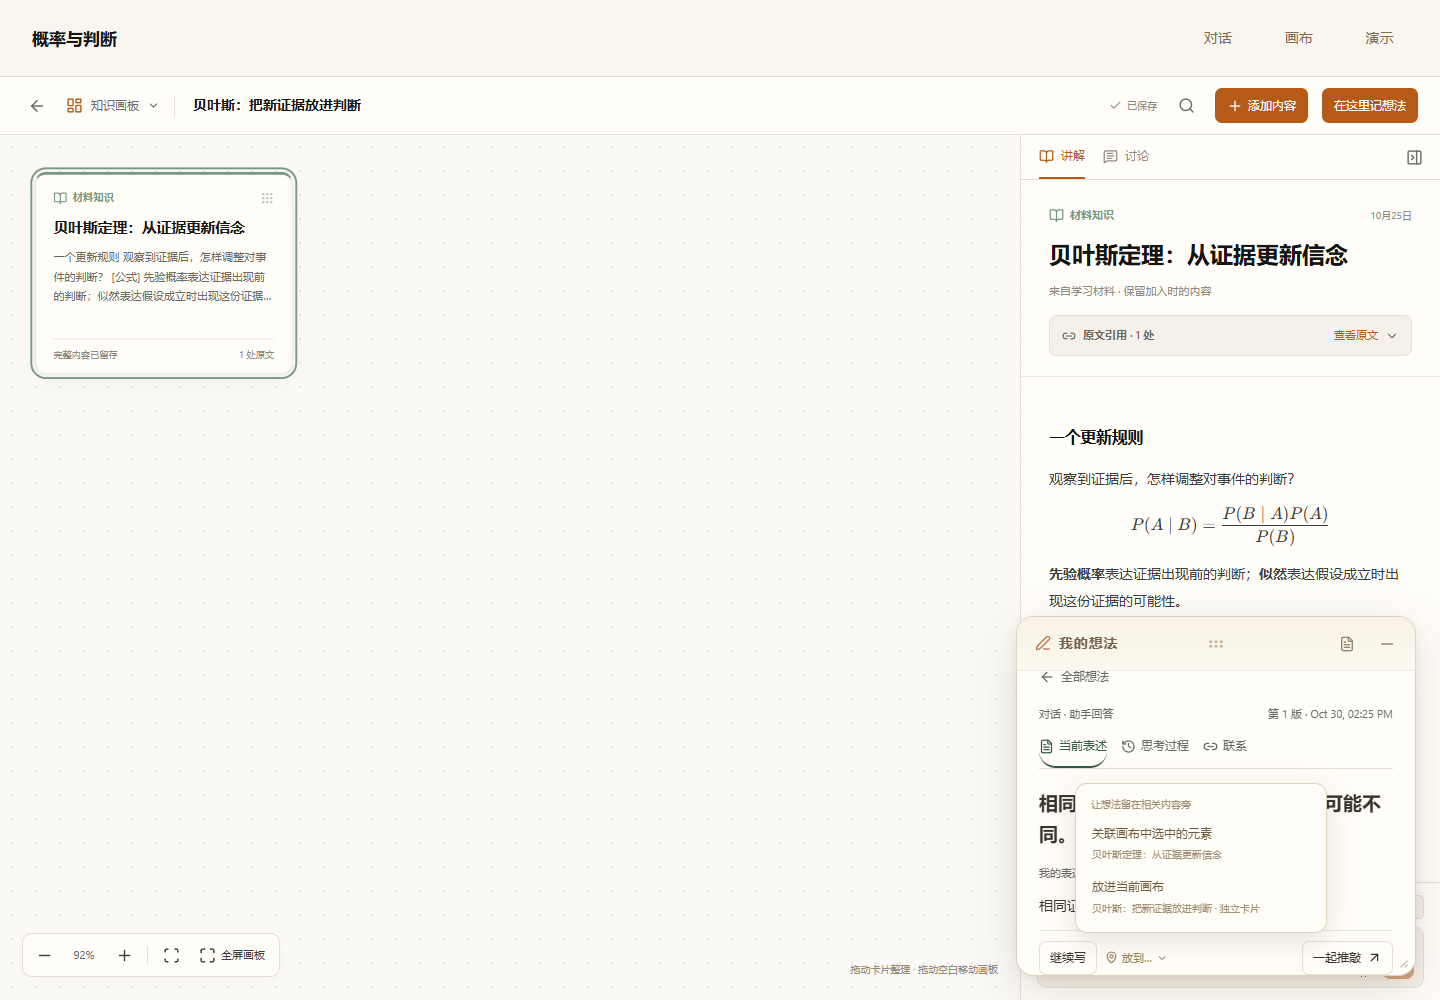 概率与判断
对话
画布
演示
知识画板
贝叶斯：把新证据放进判断
已保存
添加内容
在这里记想法
材料知识
贝叶斯定理：从证据更新信念
一个更新规则 观察到证据后，怎样调整对事
件的判断？ [公式] 先验概率表达证据出现前
的判断；似然表达假设成立时出现这份证据...
完整内容已留存
1 处原文
讲解
讨论
材料知识
10月25日
贝叶斯定理：从证据更新信念
来自学习材料 · 保留加入时的内容
原文引用 · 1 处
查看原文
一个更新规则
观察到证据后，怎样调整对事件的判断？
P(A | B) = P(B | A)P(A) / P(B)
先验概率表达证据出现前的判断；似然表达假设成立时出
现这份证据的可能性。
我的想法
全部想法
对话 · 助手回答
第 1 版 · Oct 30, 02:25 PM
当前表述
思考过程
联系
相同
可能不
同。
我的表
相同
让想法留在相关内容旁
关联画布中选中的元素
贝叶斯定理：从证据更新信念
放进当前画布
贝叶斯：把新证据放进判断 · 独立卡片
继续写
放到...
一起推敲
92%
全屏画板
拖动卡片整理 · 拖动空白移动画板